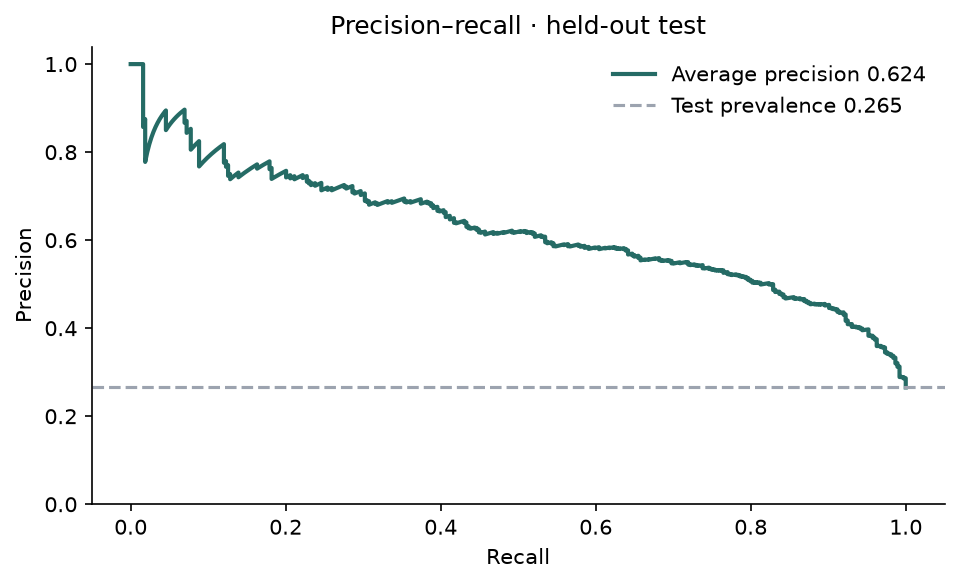 Precision–recall · held-out test
Average precision 0.624
Test prevalence 0.265
Precision
1.0
0.8
0.6
0.4
0.2
0.0
0.0 0.2 0.4 0.6 0.8 1.0
Recall